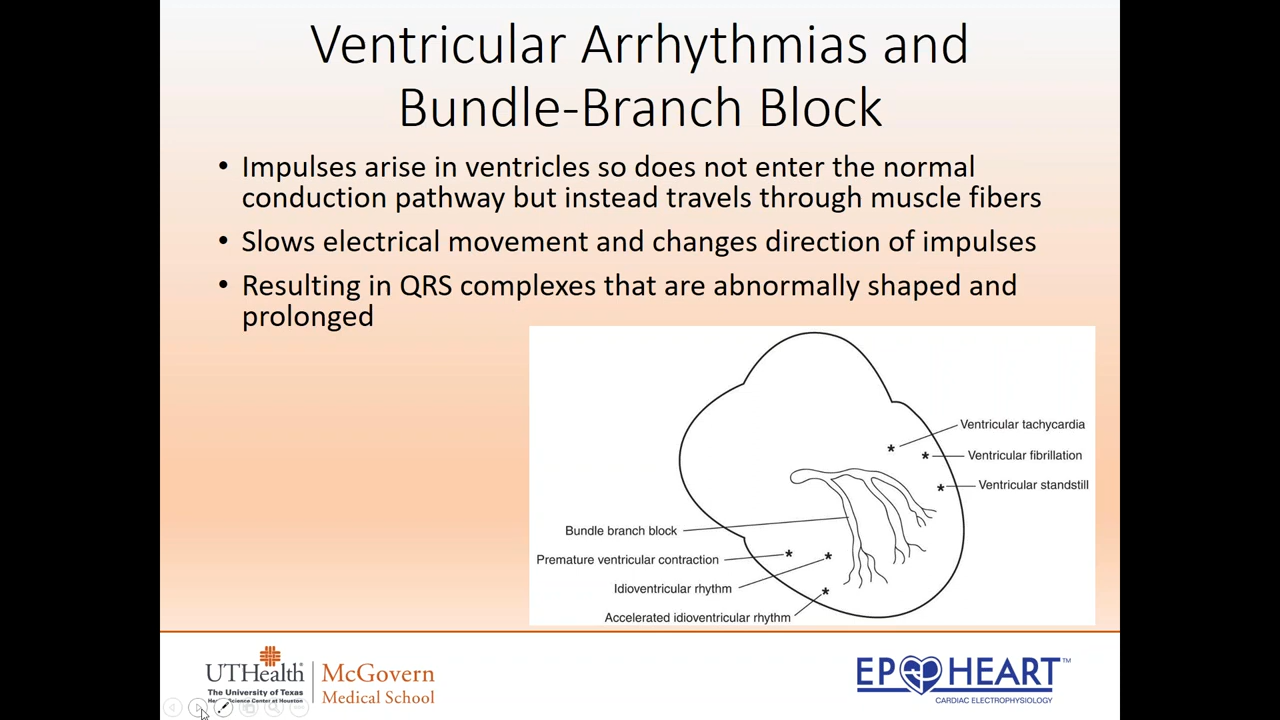 Ventricular Arrhythmias and
Bundle-Branch Block
• Impulses arise in ventricles so does not enter the normal
conduction pathway but instead travels through muscle fibers
• Slows electrical movement and changes direction of impulses
• Resulting in QRS complexes that are abnormally shaped and
prolonged
Ventricular tachycardia
Ventricular fibrillation
Ventricular standstill
Bundle branch block
Premature ventricular contraction
Idioventricular rhythm
Accelerated idioventricular rhythm
UTHealth
The University of Texas
Health Science Center at Houston
McGovern
Medical School
EP HEART™
CARDIAC ELECTROPHYSIOLOGY